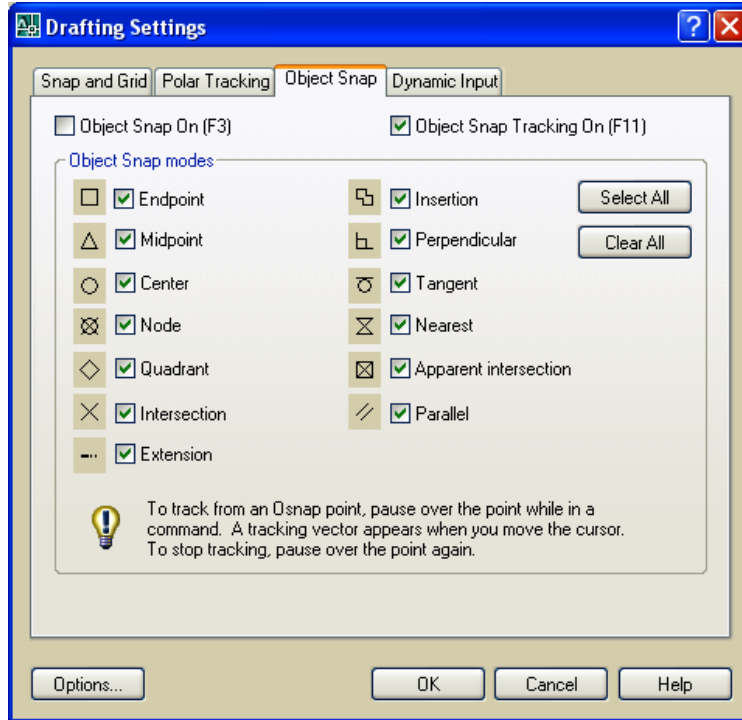 Drafting Settings
Snap and Grid Polar Tracking Object Snap Dynamic Input
Object Snap On (F3) Object Snap Tracking On (F11)
Object Snap modes
Endpoint Insertion Select All
Midpoint Perpendicular Clear All
Center Tangent
Node Nearest
Quadrant Apparent intersection
Intersection Parallel
Extension
To track from an Osnap point, pause over the point while in a
command. A tracking vector appears when you move the cursor.
To stop tracking, pause over the point again.
Options... OK Cancel Help